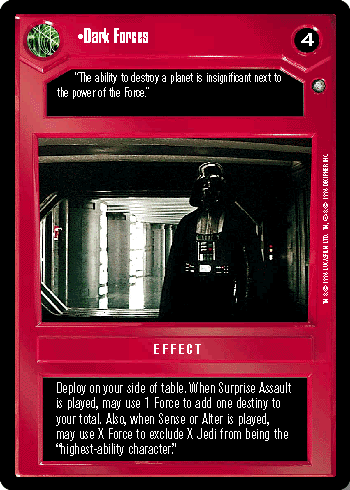 •Dark Forces
4
"The ability to destroy a planet is insignificant next to
the power of the Force."
TM & © 1996 LUCASFILM LTD. TM, ® & © 1996 DECIPHER INC.
EFFECT
Deploy on your side of table. When Surprise Assault
is played, may use 1 Force to add one destiny to
your total. Also, when Sense or Alter is played,
may use X Force to exclude X Jedi from being the
"highest-ability character."